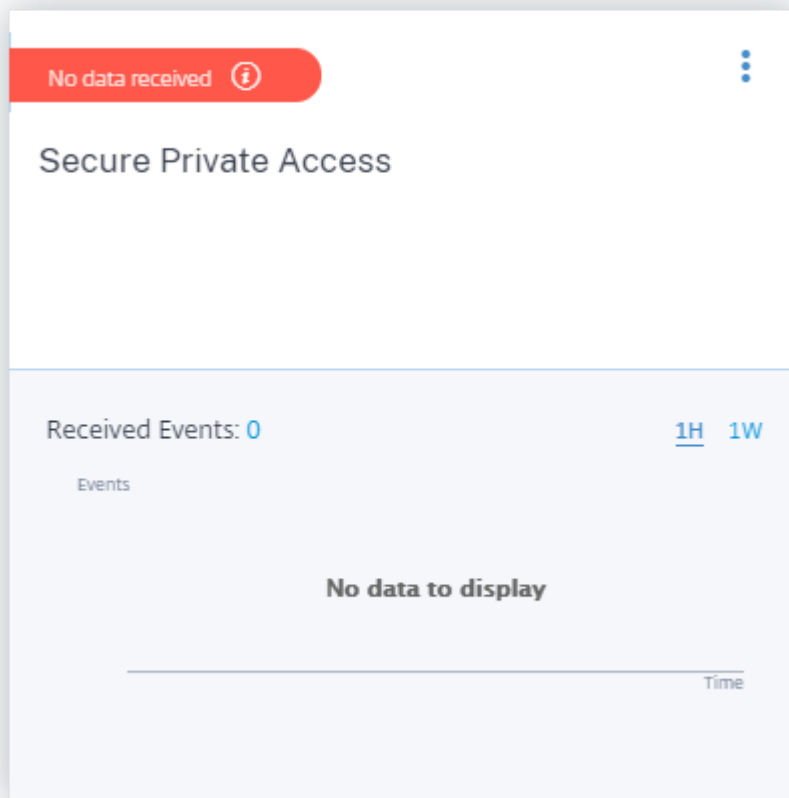 No data received
Secure Private Access
Received Events: 0
1H 1W
Events
No data to display
Time